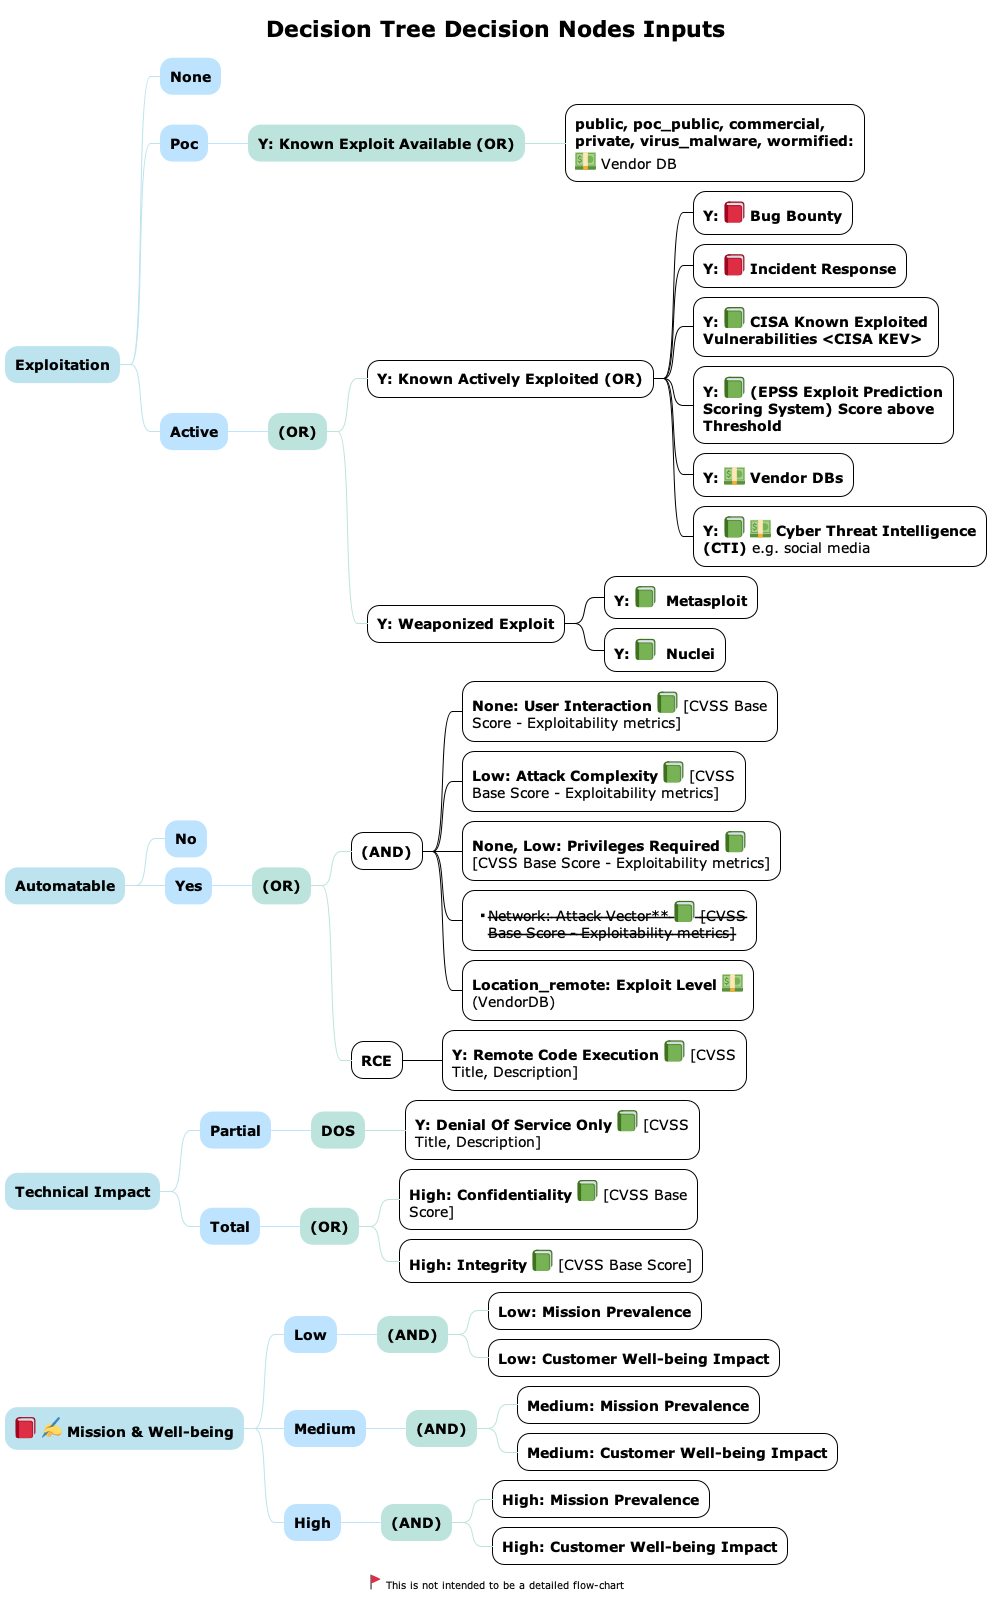 Decision Tree Decision Nodes Inputs
None
Poc
Y: Known Exploit Available (OR)
public, poc_public, commercial,
private, virus_malware, wormified:
Vendor DB
Exploitation
Active
(OR)
Y: Known Actively Exploited (OR)
Y: Bug Bounty
Y: Incident Response
Y: CISA Known Exploited
Vulnerabilities <CISA KEV>
Y: (EPSS Exploit Prediction
Scoring System) Score above
Threshold
Y: Vendor DBs
Y: Cyber Threat Intelligence
(CTI) e.g. social media
Y: Weaponized Exploit
Y: Metasploit
Y: Nuclei
Automatable
No
Yes
(OR)
(AND)
None: User Interaction [CVSS Base
Score - Exploitability metrics]
Low: Attack Complexity [CVSS
Base Score - Exploitability metrics]
None, Low: Privileges Required
[CVSS Base Score - Exploitability metrics]
▪ Network: Attack Vector** [CVSS
Base Score - Exploitability metrics]
Location_remote: Exploit Level
(VendorDB)
RCE
Y: Remote Code Execution [CVSS
Title, Description]
Technical Impact
Partial
DOS
Y: Denial Of Service Only [CVSS
Title, Description]
Total
(OR)
High: Confidentiality [CVSS Base
Score]
High: Integrity [CVSS Base Score]
Mission & Well-being
Low
(AND)
Low: Mission Prevalence
Low: Customer Well-being Impact
Medium
(AND)
Medium: Mission Prevalence
Medium: Customer Well-being Impact
High
(AND)
High: Mission Prevalence
High: Customer Well-being Impact
This is not intended to be a detailed flow-chart